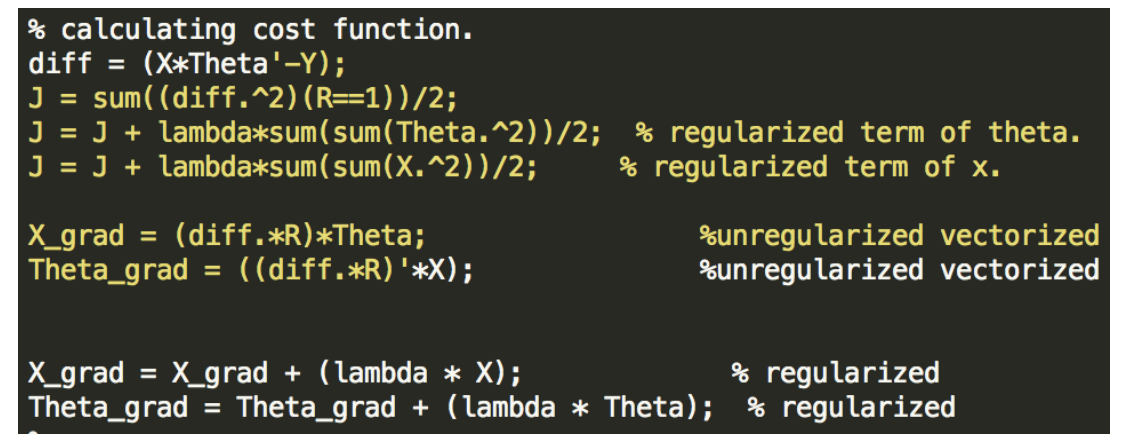 % calculating cost function.
diff = (X*Theta'-Y);
J = sum((diff.^2)(R==1))/2;
J = J + lambda*sum(sum(Theta.^2))/2;  % regularized term of theta.
J = J + lambda*sum(sum(X.^2))/2;     % regularized term of x.
X_grad = (diff.*R)*Theta;                %unregularized vectorized
Theta_grad = ((diff.*R)'*X);             %unregularized vectorized
X_grad = X_grad + (lambda * X);             % regularized
Theta_grad = Theta_grad + (lambda * Theta);  % regularized